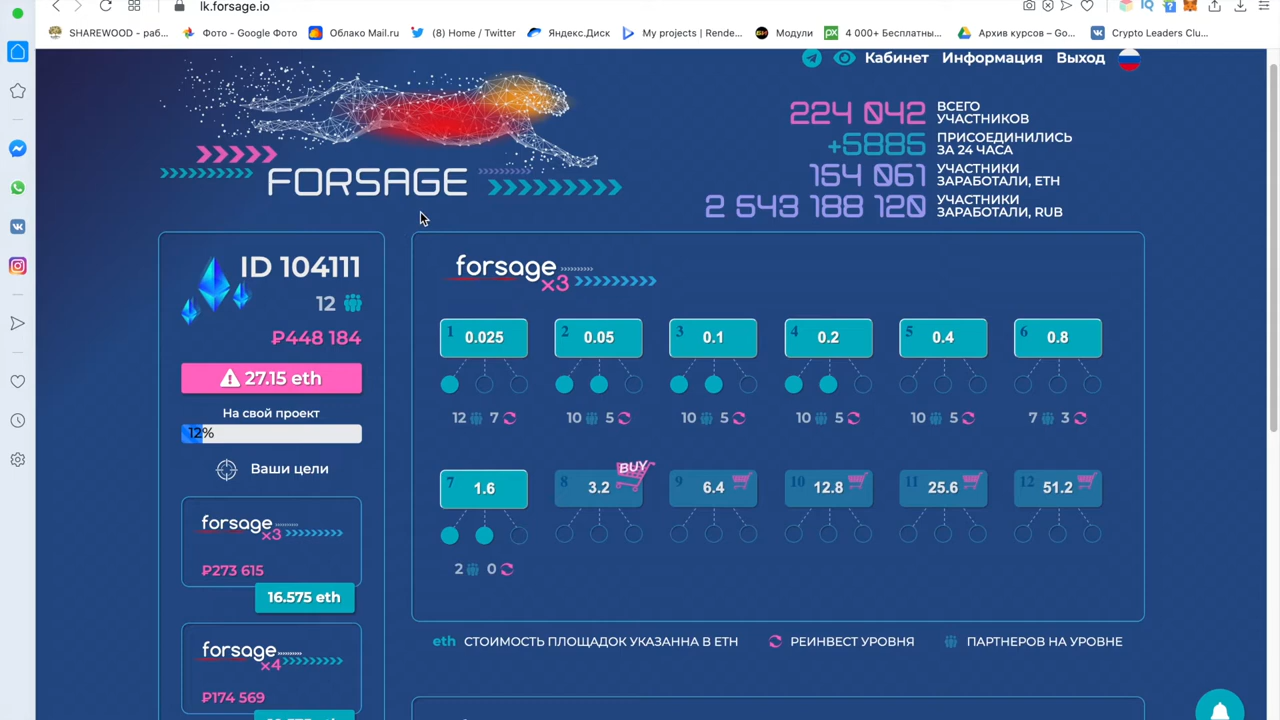 lk.forsage.io
SHAREWOOD - раб...
Фото - Google Фото
Облако Mail.ru
(8) Home / Twitter
Яндекс.Диск
My projects | Rende...
Модули
4 000+ Бесплатны...
Архив курсов – Go...
Crypto Leaders Clu...
Кабинет
Информация
Выход
224 042 ВСЕГО
УЧАСТНИКОВ
+5885 ПРИСОЕДИНИЛИСЬ
ЗА 24 ЧАСА
154 061 УЧАСТНИКИ
ЗАРАБОТАЛИ, ETH
2 543 188 120 УЧАСТНИКИ
ЗАРАБОТАЛИ, RUB
FORSAGE
ID 104111
12
₽448 184
27.15 eth
На свой проект
12%
Ваши цели
forsage x3
₽273 615
16.575 eth
forsage x4
₽174 569
forsage x3
1 0.025
2 0.05
3 0.1
4 0.2
5 0.4
6 0.8
12 7
10 5
10 5
10 5
10 5
7 3
7 1.6
8 3.2 BUY
9 6.4
10 12.8
11 25.6
12 51.2
2 0
eth СТОИМОСТЬ ПЛОЩАДОК УКАЗАННА В ETH
РЕИНВЕСТ УРОВНЯ
ПАРТНЕРОВ НА УРОВНЕ